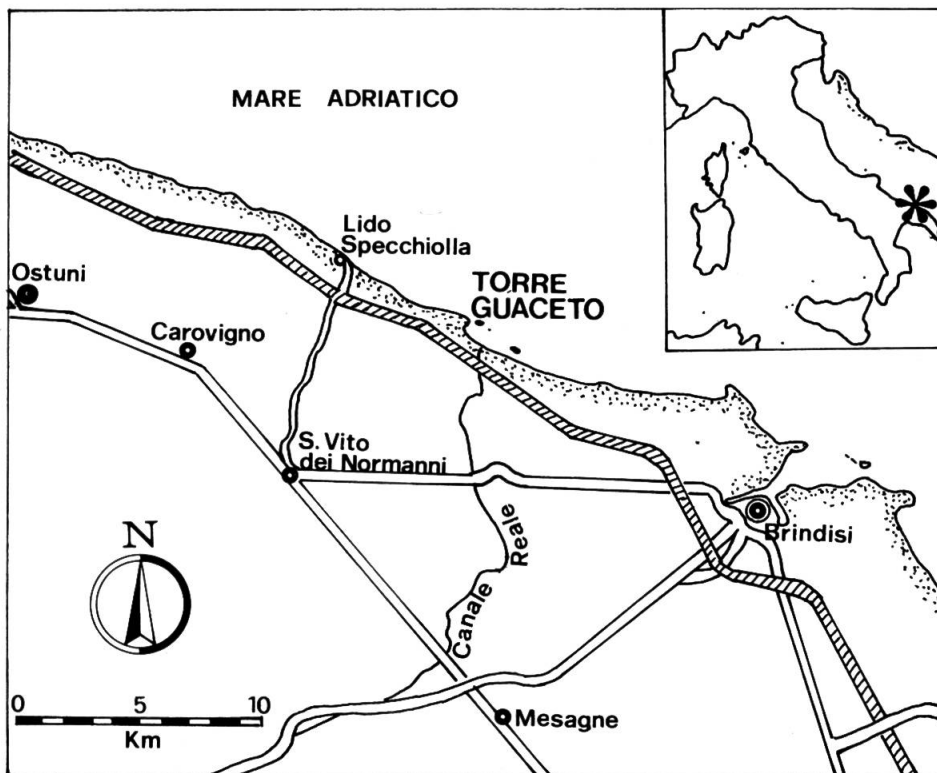 MARE ADRIATICO
Lido
Specchiolla
Ostuni
TORRE
GUACETO
Carovigno
S. Vito
dei Normanni
Brindisi
Canale Reale
N
0 5 10
Km
Mesagne